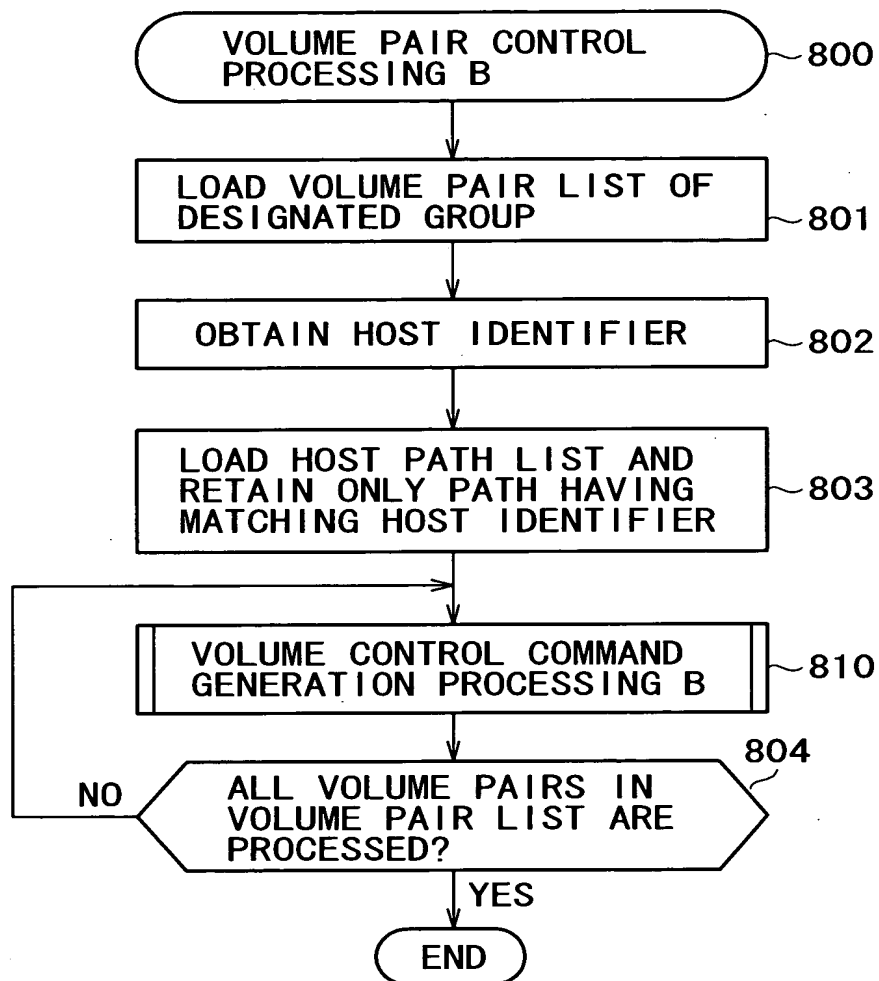 VOLUME PAIR CONTROL
PROCESSING B
800
LOAD VOLUME PAIR LIST OF
DESIGNATED GROUP
801
OBTAIN HOST IDENTIFIER
802
LOAD HOST PATH LIST AND
RETAIN ONLY PATH HAVING
MATCHING HOST IDENTIFIER
803
VOLUME CONTROL COMMAND
GENERATION PROCESSING B
810
804
NO
ALL VOLUME PAIRS IN
VOLUME PAIR LIST ARE
PROCESSED?
YES
END